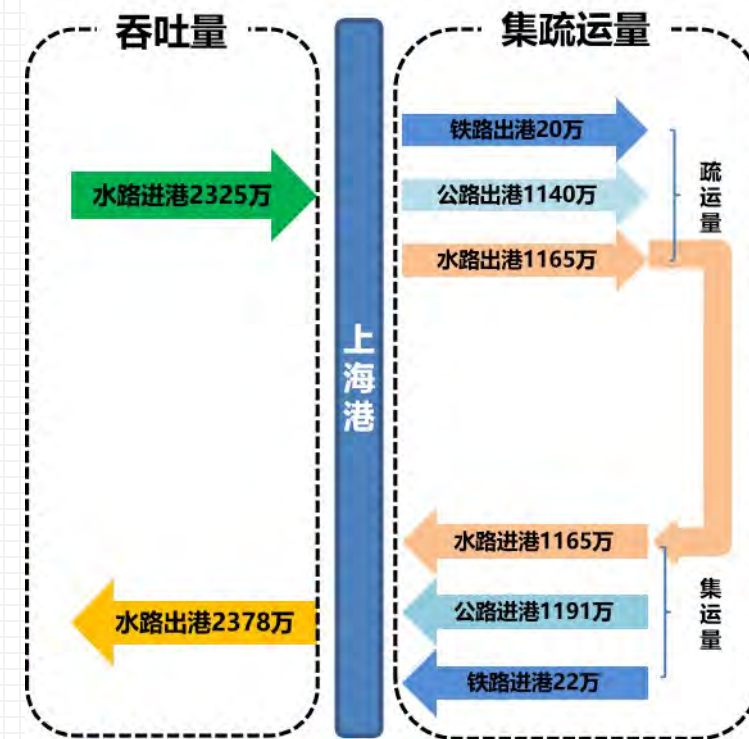 吞吐量
水路进港2325万
水路出港2378万
上海港
集疏运量
铁路出港20万
公路出港1140万
水路出港1165万
疏运量
水路进港1165万
公路进港1191万
铁路进港22万
集运量